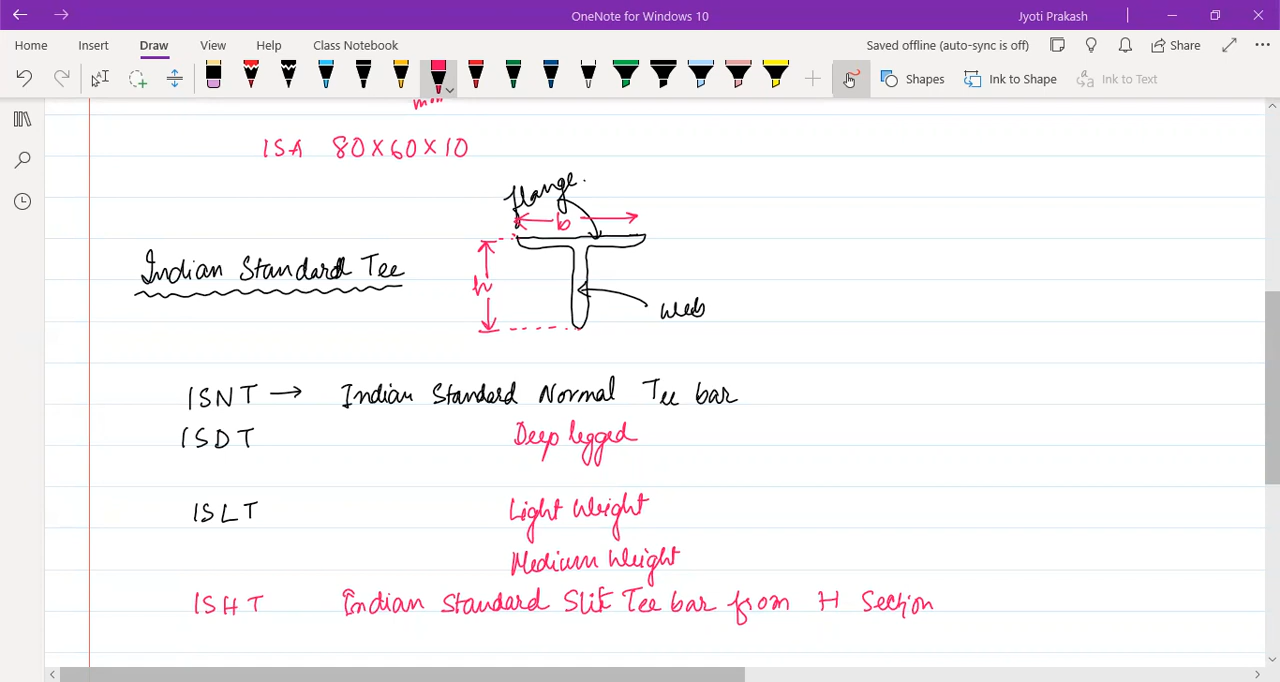 OneNote for Windows 10
Jyoti Prakash
Home Insert Draw View Help Class Notebook
Saved offline (auto-sync is off) Share
Shapes Ink to Shape Ink to Text
mm
ISA 80×60×10
flange.
b
Indian Standard Tee
h
Web
ISNT → Indian Standard Normal Tee bar
ISDT Deep legged
ISLT Light Weight
Medium Weight
ISHT Indian Standard Slit Tee bar from H Section